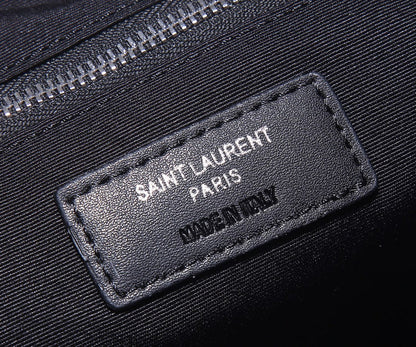 SAINT LAURENT
PARIS
MADE IN ITALY